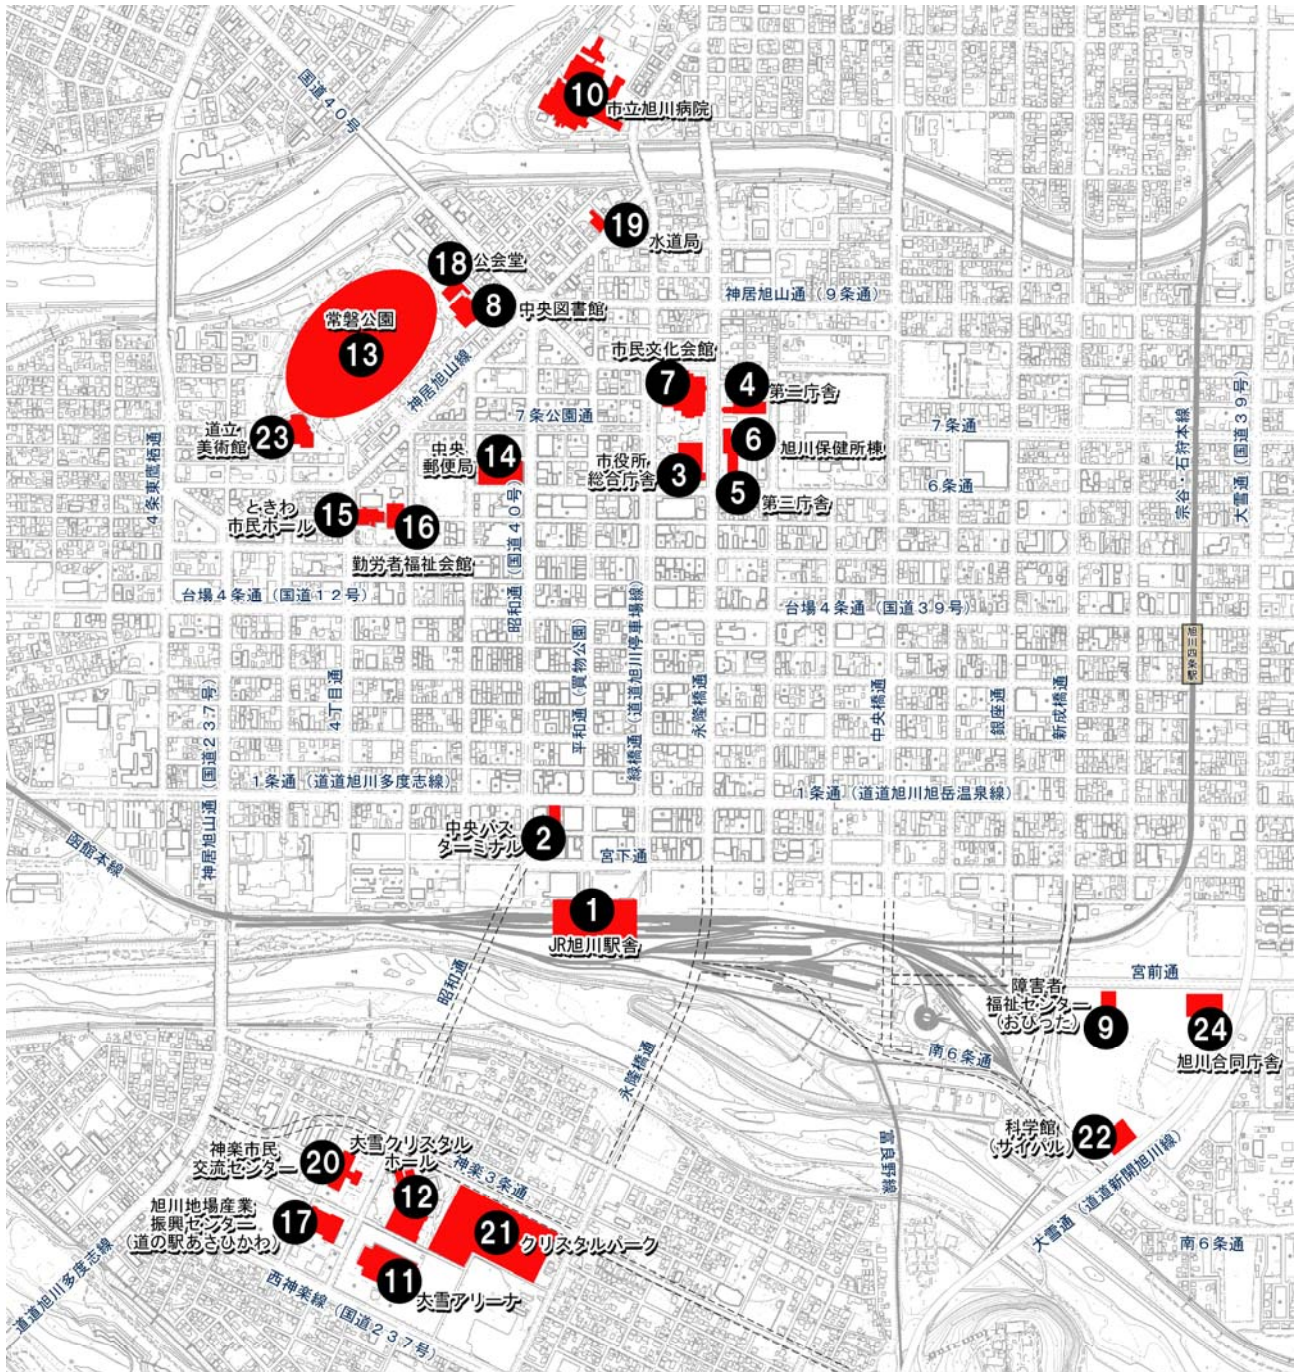 国道40号
10
市立旭川病院
19
水道局
18
公会堂
8
中央図書館
神居旭山通（9条通）
常磐公園
13
神居旭山線
市民文化会館
7
4
第二庁舎
7条公園通
7条通
大雪通（国道39号）
宗谷・石狩本線
4条東鷹栖通
23
道立
美術館
中央
郵便局
14
6
旭川保健所棟
市役所
総合庁舎
3
5
第三庁舎
6条通
ときわ
市民ホール
15
16
勤労者福祉会館
昭和通（国道40号）
台場4条通（国道12号）
台場4条通（国道39号）
旭川四条駅
平和通（買物公園）
緑橋通（道道旭川停車場線）
永隆橋通
中央橋通
銀座通
新成橋通
4丁目通
神居旭山通（国道237号）
1条通（道道旭川多度志線）
1条通（道道旭川旭岳温泉線）
中央バス
ターミナル
2
宮下通
函館本線
1
JR旭川駅舎
昭和通
永隆橋通
宮前通
障害者
福祉センター
（おぴった）
9
24
旭川合同庁舎
南6条通
富良野線
科学館
（サイパル）
22
大雪通（道道新開旭川線）
南6条通
神楽市民
交流センター
20
大雪クリスタル
ホール
12
神楽3条通
旭川地場産業
振興センター
（道の駅あさひかわ）
17
21
クリスタルパーク
11
大雪アリーナ
西神楽線（国道237号）
道道旭川多度志線